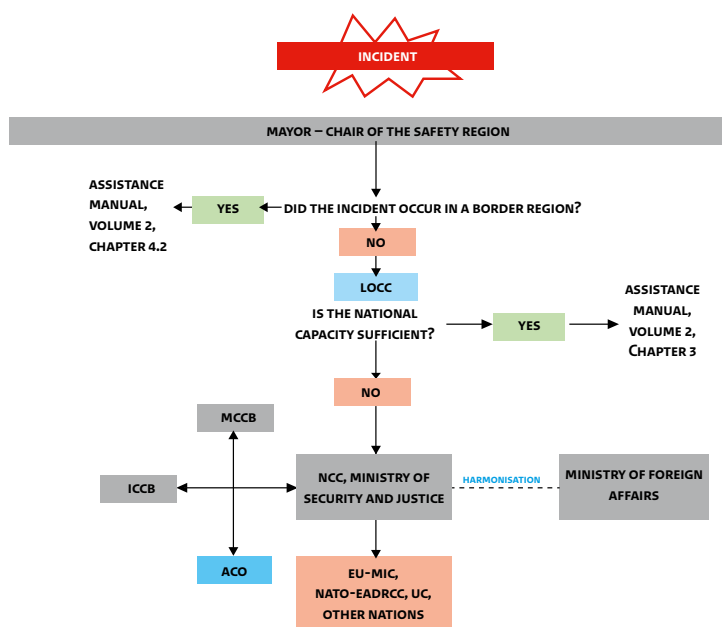 INCIDENT
MAYOR – CHAIR OF THE SAFETY REGION
ASSISTANCE
MANUAL,
VOLUME 2,
CHAPTER 4.2
YES
DID THE INCIDENT OCCUR IN A BORDER REGION?
NO
LOCC
IS THE NATIONAL
CAPACITY SUFFICIENT?
YES
ASSISTANCE
MANUAL,
VOLUME 2,
CHAPTER 3
NO
MCCB
ICCB
NCC, MINISTRY OF
SECURITY AND JUSTICE
HARMONISATION
MINISTRY OF FOREIGN
AFFAIRS
ACO
EU-MIC,
NATO-EADRCC, UC,
OTHER NATIONS